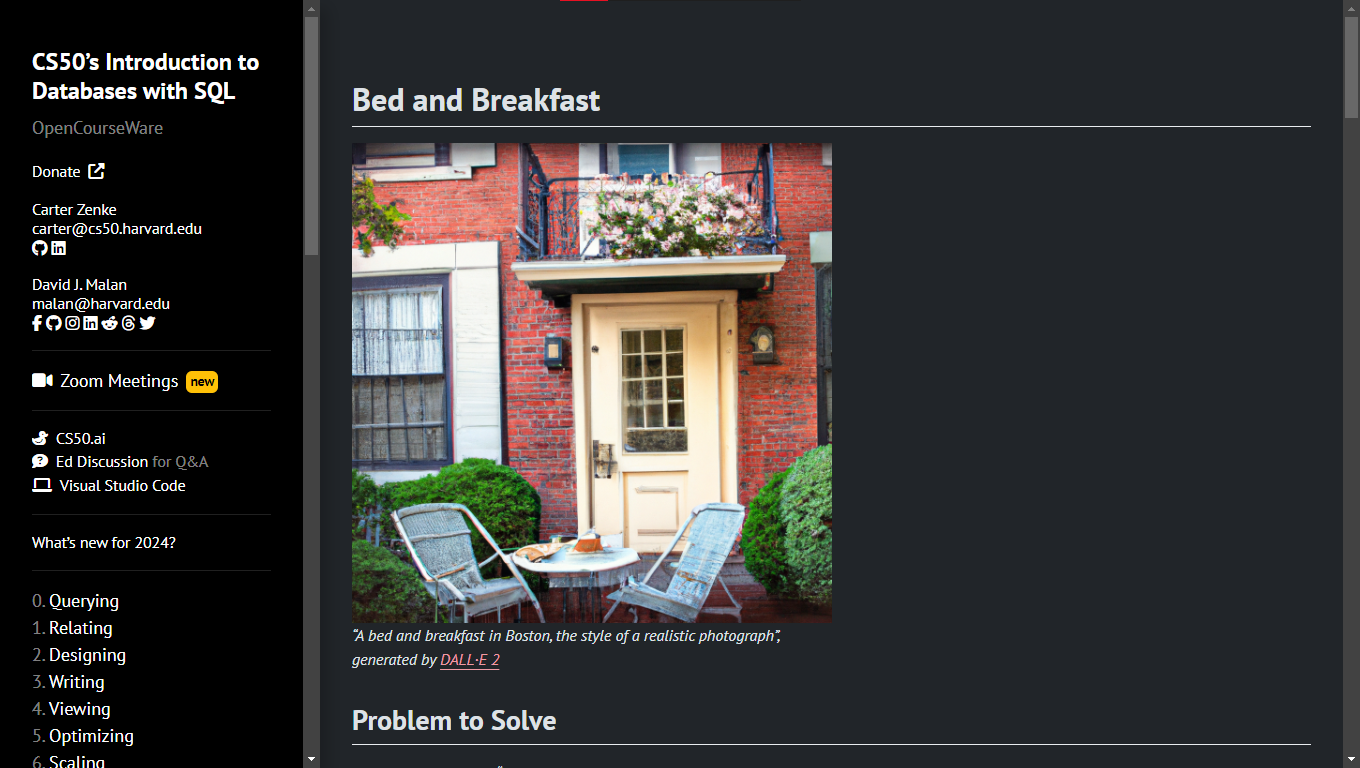 CS50’s Introduction to
Databases with SQL
OpenCourseWare
Donate
Carter Zenke
carter@cs50.harvard.edu
David J. Malan
malan@harvard.edu
Zoom Meetings new
CS50.ai
Ed Discussion for Q&A
Visual Studio Code
What’s new for 2024?
0. Querying
1. Relating
2. Designing
3. Writing
4. Viewing
5. Optimizing
6. Scaling
Bed and Breakfast
“A bed and breakfast in Boston, the style of a realistic photograph”,
generated by DALL·E 2
Problem to Solve